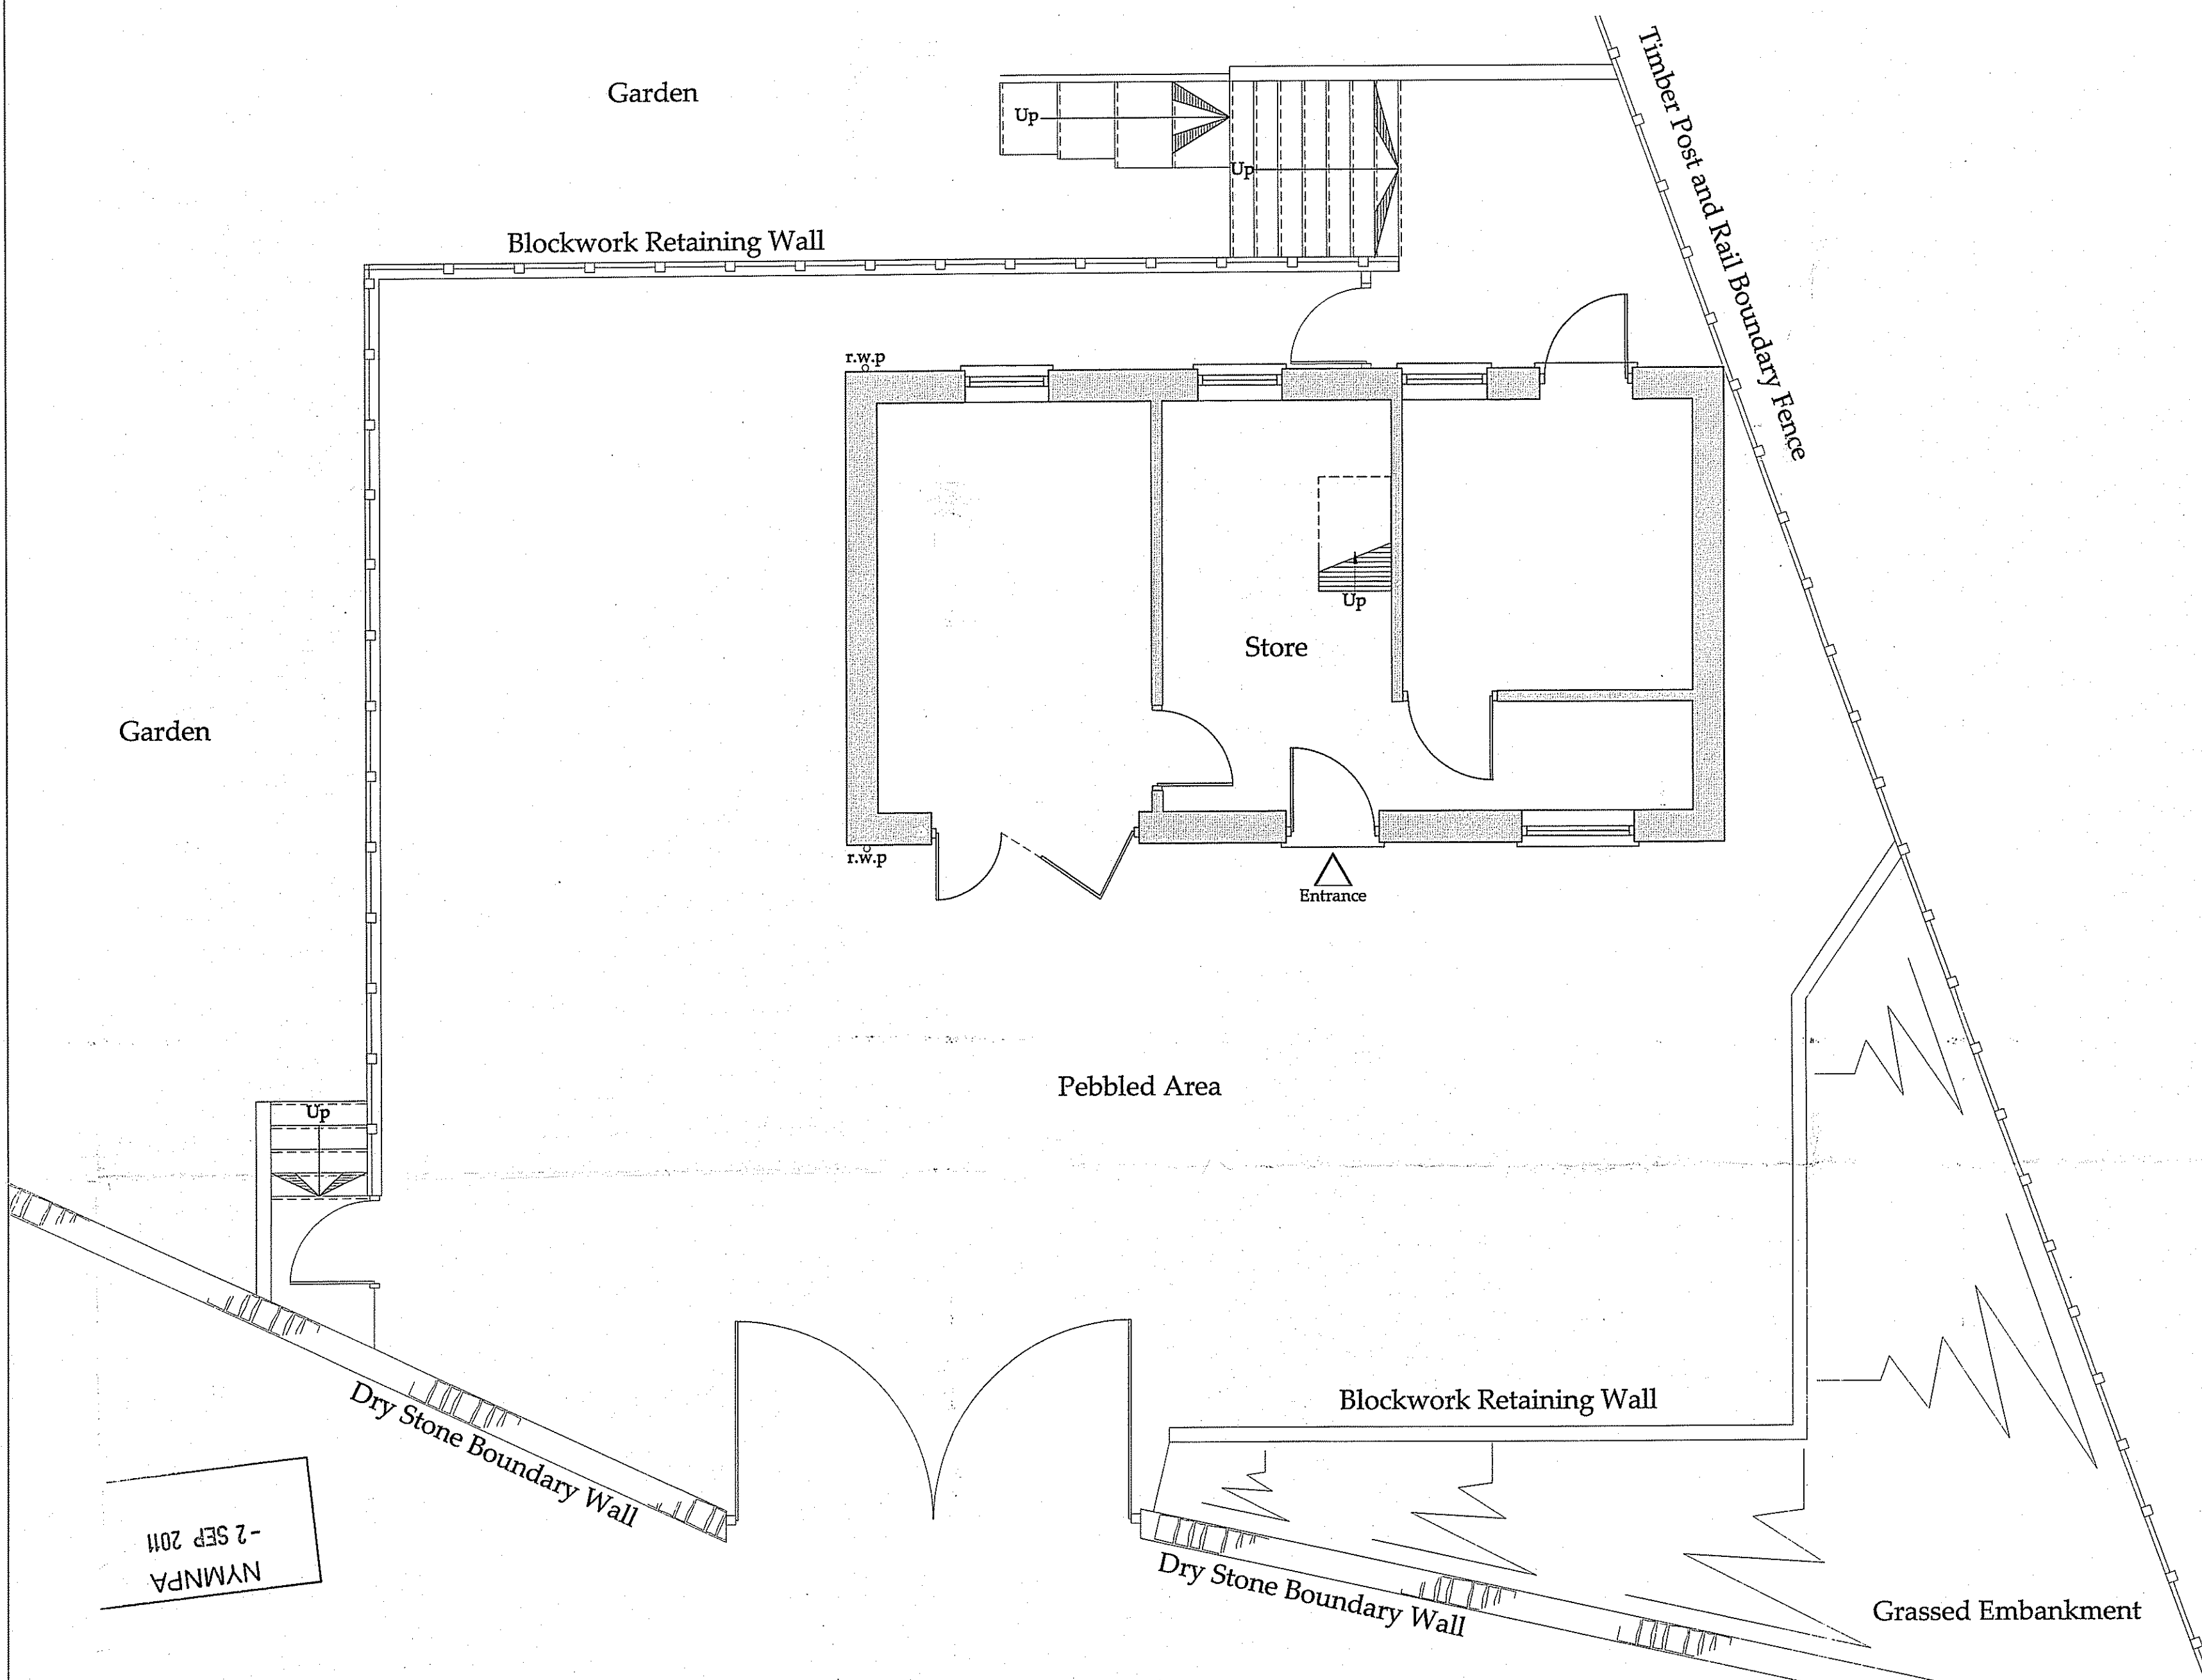 Garden
Timber Post and Rail Boundary Fence
Up
Up
Blockwork Retaining Wall
r.w.p
Up
Store
Garden
r.w.p
Entrance
Pebbled Area
Up
Blockwork Retaining Wall
Dry Stone Boundary Wall
NYMNPA
-2 SEP 2011
Dry Stone Boundary Wall
Grassed Embankment